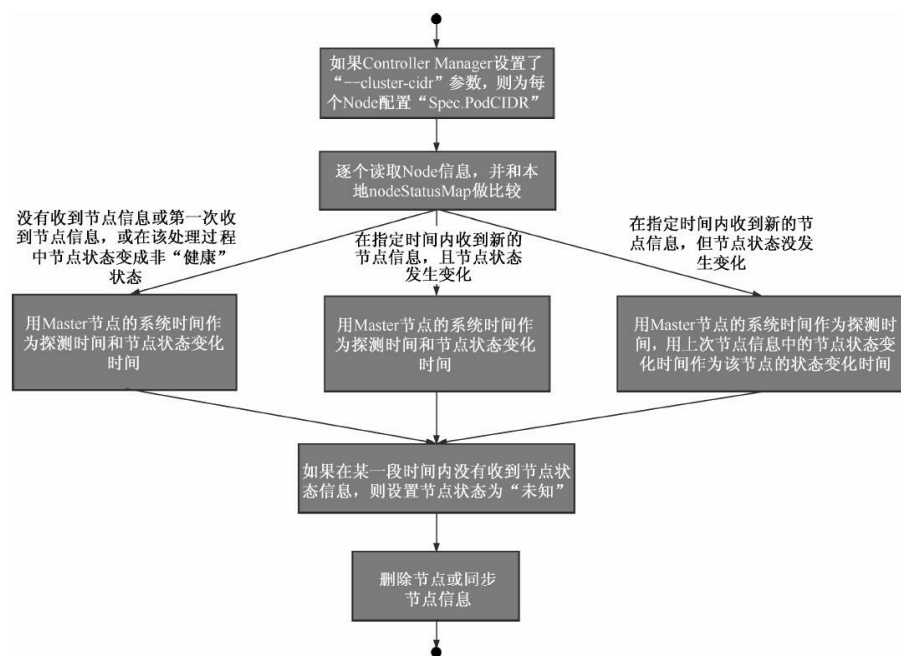 如果Controller Manager设置了
“--cluster-cidr”参数，则为每
个Node配置“Spec.PodCIDR”
逐个读取Node信息，并和本
地nodeStatusMap做比较
没有收到节点信息或第一次收
到节点信息，或在该处理过程
中节点状态变成非“健康”
状态
在指定时间内收到新的
节点信息，且节点状态
发生变化
在指定时间内收到新的节
点信息，但节点状态没发
生变化
用Master节点的系统时间作
为探测时间和节点状态变化
时间
用Master节点的系统时间作
为探测时间和节点状态变化
时间
用Master节点的系统时间作为探测时
间，用上次节点信息中的节点状态变
化时间作为该节点的状态变化时间
如果在某一段时间内没有收到节点状
态信息，则设置节点状态为“未知”
删除节点或同步
节点信息